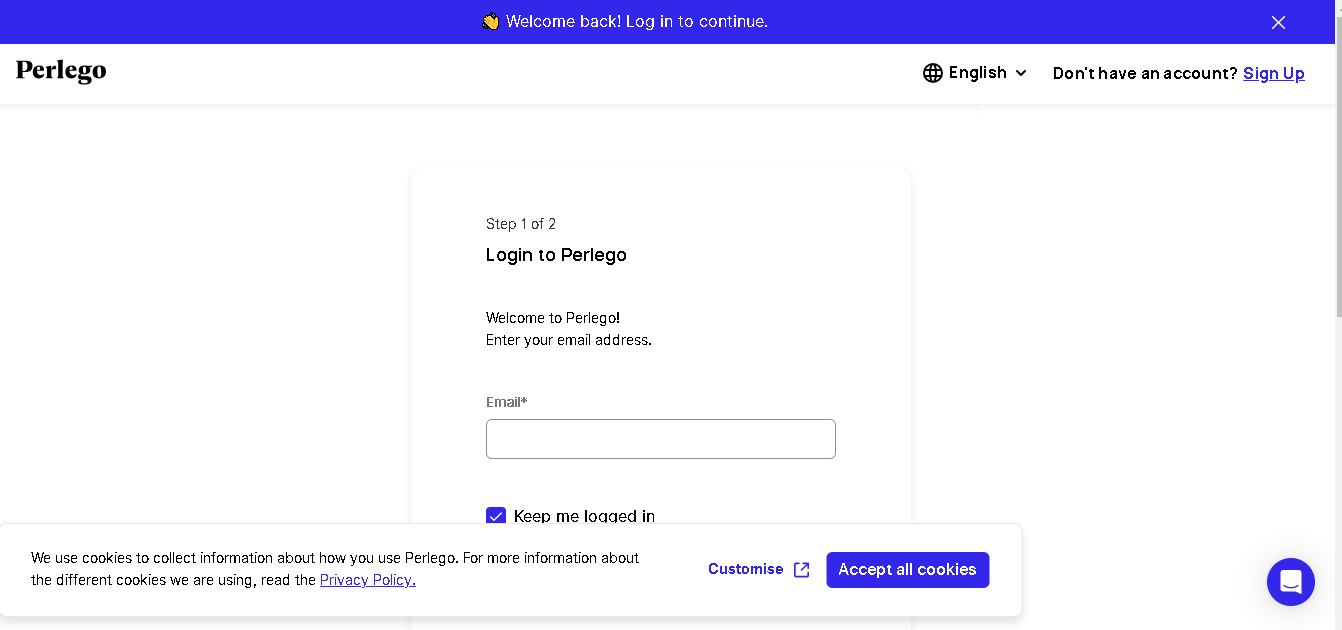 👋 Welcome back! Log in to continue.
Perlego
English
Don't have an account? Sign Up
Step 1 of 2
Login to Perlego
Welcome to Perlego!
Enter your email address.
Email*
Keep me logged in
We use cookies to collect information about how you use Perlego. For more information about
the different cookies we are using, read the Privacy Policy.
Customise
Accept all cookies